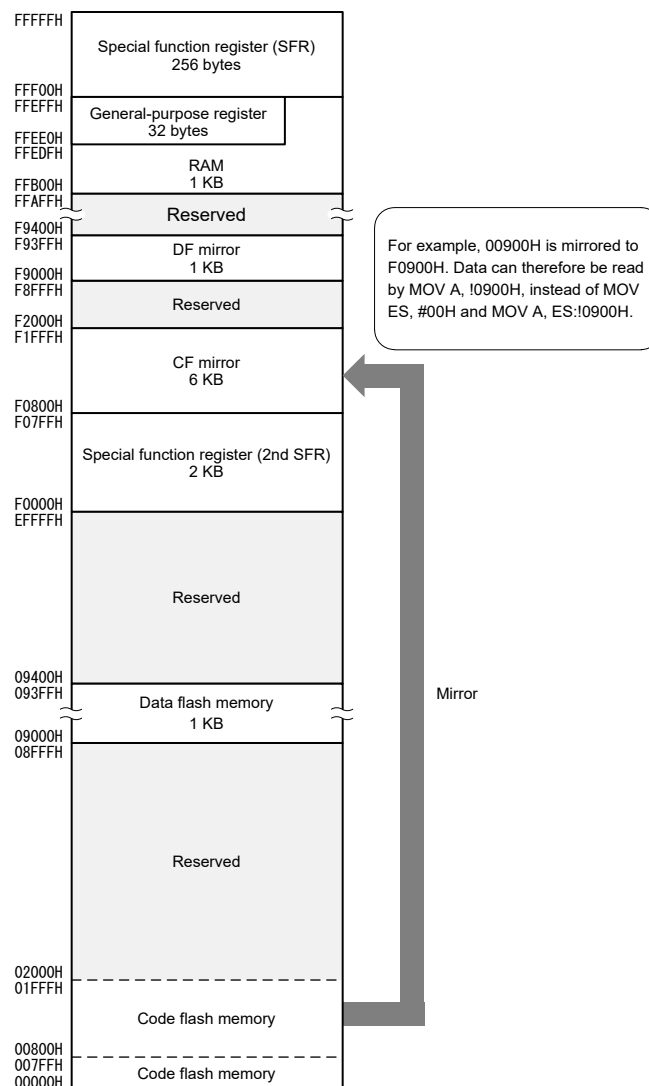 FFFFFH
Special function register (SFR)
256 bytes
FFF00H
FFEFFH
General-purpose register
32 bytes
FFEE0H
FFEDFH
RAM
1 KB
FFB00H
FFAFFH
Reserved
F9400H
F93FFH
DF mirror
1 KB
F9000H
F8FFFH
Reserved
F2000H
F1FFFH
CF mirror
6 KB
F0800H
F07FFH
Special function register (2nd SFR)
2 KB
F0000H
EFFFFH
Reserved
09400H
093FFH
Data flash memory
1 KB
09000H
08FFFH
Reserved
02000H
01FFFH
Code flash memory
00800H
007FFH
Code flash memory
00000H
For example, 00900H is mirrored to
F0900H. Data can therefore be read
by MOV A, !0900H, instead of MOV
ES, #00H and MOV A, ES:!0900H.
Mirror